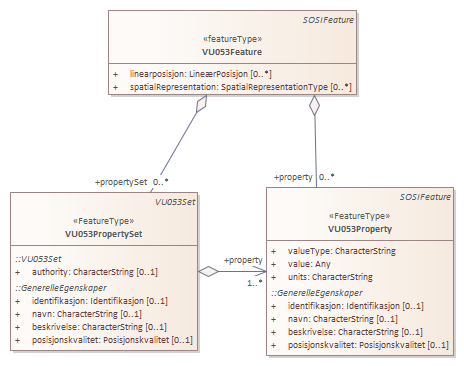 SOSIFeature
«featureType»
VU053Feature
+ linearposisjon: LineærPosisjon [0..*]
+ spatialRepresentation: SpatialRepresentationType [0..*]
+propertySet 0..*
+property 0..*
VU053Set
«FeatureType»
VU053PropertySet
::VU053Set
+ authority: CharacterString [0..1]
::GenerelleEgenskaper
+ identifikasjon: Identifikasjon [0..1]
+ navn: CharacterString [0..1]
+ beskrivelse: CharacterString [0..1]
+ posisjonskvalitet: Posisjonskvalitet [0..1]
+property
1..*
SOSIFeature
«FeatureType»
VU053Property
+ valueType: CharacterString
+ value: Any
+ units: CharacterString
::GenerelleEgenskaper
+ identifikasjon: Identifikasjon [0..1]
+ navn: CharacterString [0..1]
+ beskrivelse: CharacterString [0..1]
+ posisjonskvalitet: Posisjonskvalitet [0..1]